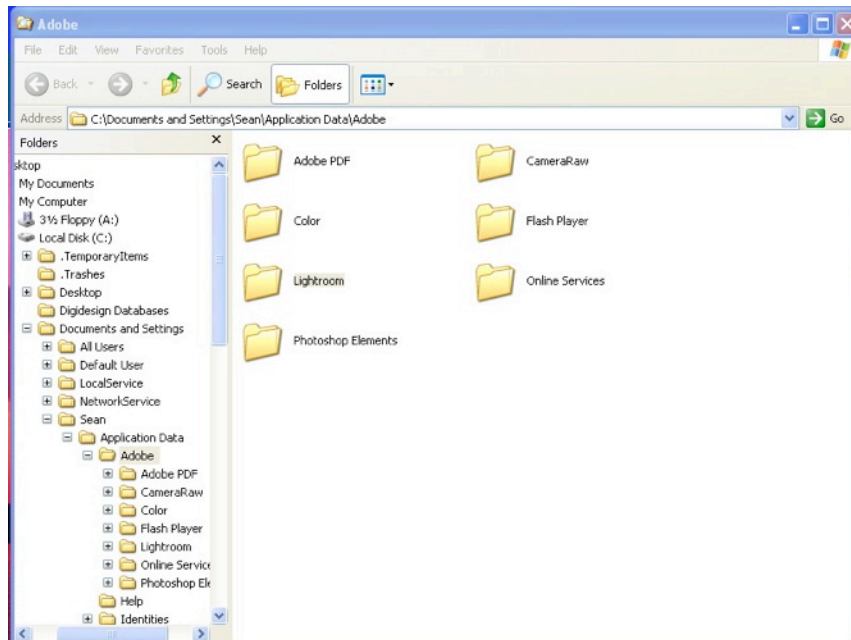 Adobe
File Edit View Favorites Tools Help
Back Search Folders
Address C:\Documents and Settings\Sean\Application Data\Adobe Go
Folders
sktop
My Documents
My Computer
3½ Floppy (A:)
Local Disk (C:)
.TemporaryItems
.Trashes
Desktop
Digidesign Databases
Documents and Settings
All Users
Default User
LocalService
NetworkService
Sean
Application Data
Adobe
Adobe PDF
CameraRaw
Color
Flash Player
Lightroom
Online Service
Photoshop Ele
Help
Identities
Adobe PDF CameraRaw
Color Flash Player
Lightroom Online Services
Photoshop Elements